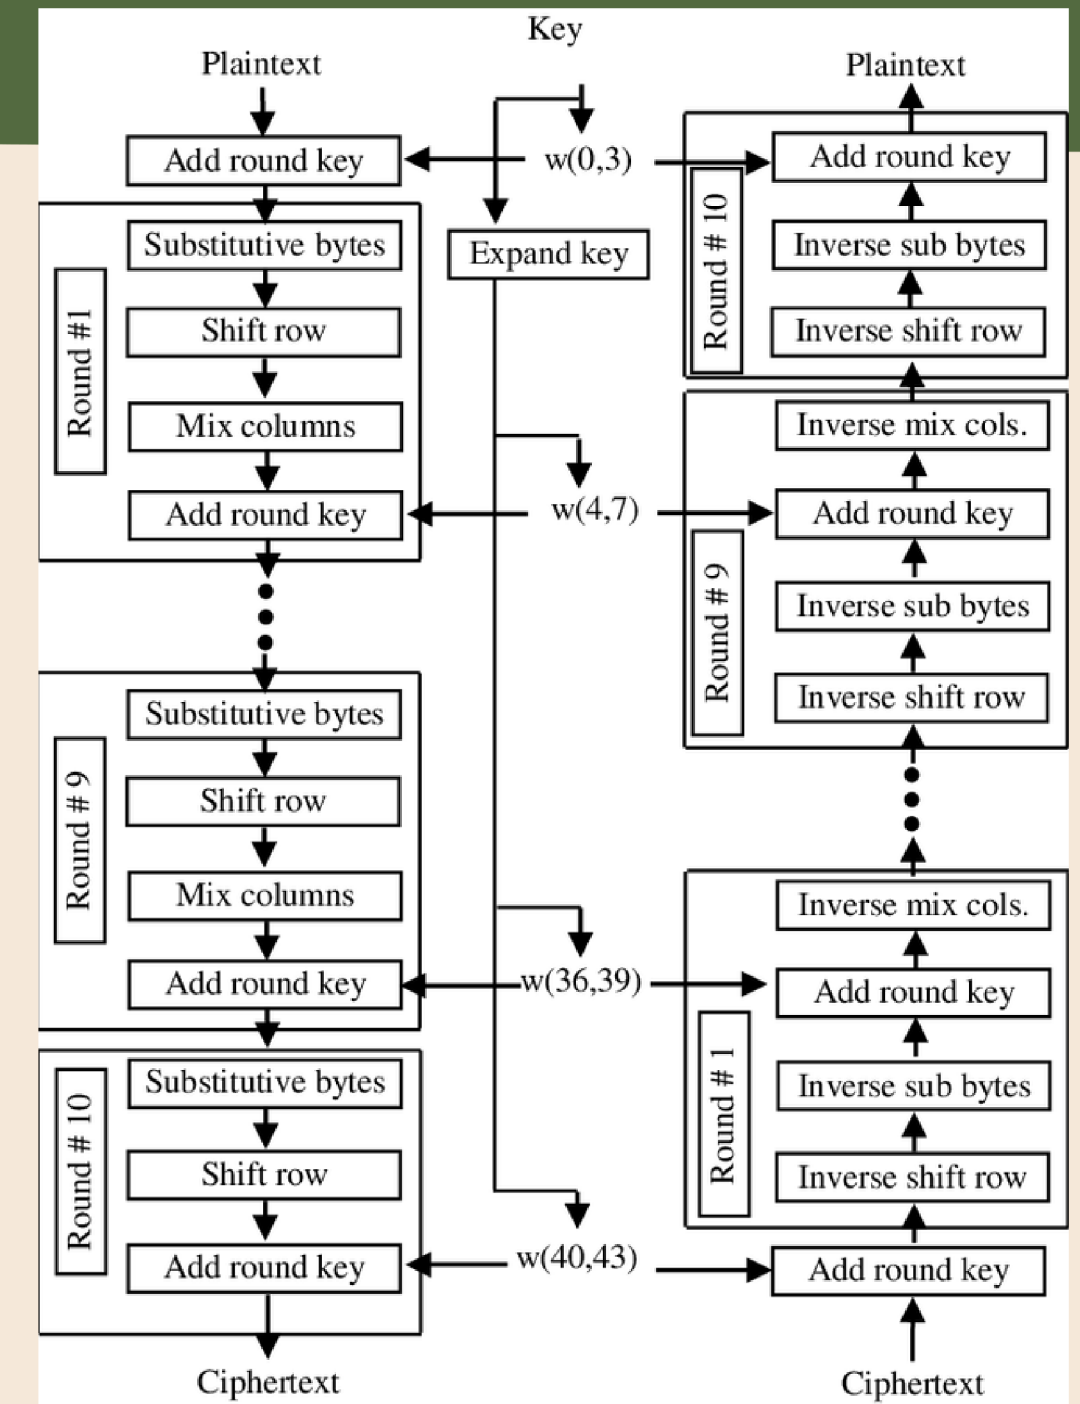 Key
Plaintext
Add round key
Round #1
Substitutive bytes
Shift row
Mix columns
Add round key
Round # 9
Substitutive bytes
Shift row
Mix columns
Add round key
Round # 10
Substitutive bytes
Shift row
Add round key
Ciphertext
w(0,3)
Expand key
w(4,7)
w(36,39)
w(40,43)
Plaintext
Round # 10
Add round key
Inverse sub bytes
Inverse shift row
Round # 9
Inverse mix cols.
Add round key
Inverse sub bytes
Inverse shift row
Round # 1
Inverse mix cols.
Add round key
Inverse sub bytes
Inverse shift row
Add round key
Ciphertext